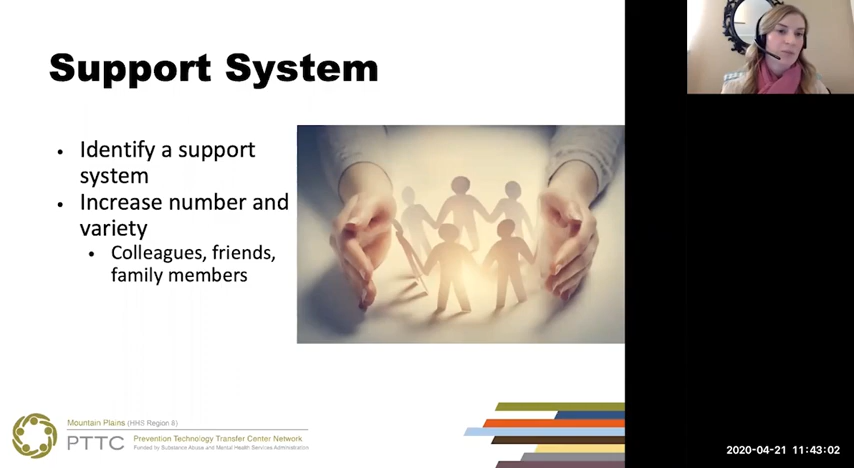 Support System
• Identify a support
system
• Increase number and
variety
• Colleagues, friends,
family members
Mountain Plains (HHS Region 8)
PTTC
Prevention Technology Transfer Center Network
Funded by Substance Abuse and Mental Health Services Administration
2020-04-21 11:43:02